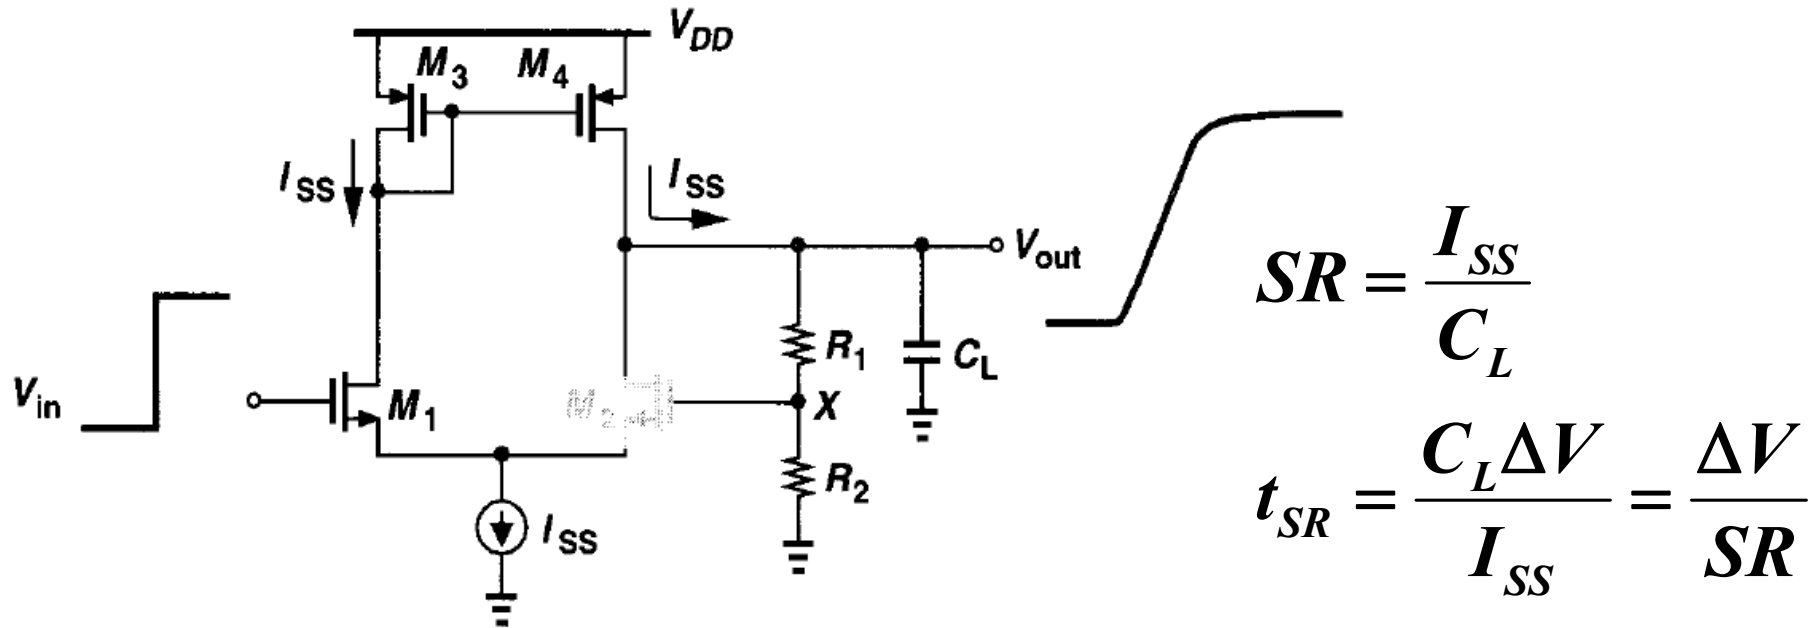 V_DD
M_3
M_4
I_SS
I_SS
V_out
R_1
C_L
V_in
M_1
M_2
X
R_2
I_SS
SR = I_SS / C_L
t_SR = C_L ΔV / I_SS = ΔV / SR